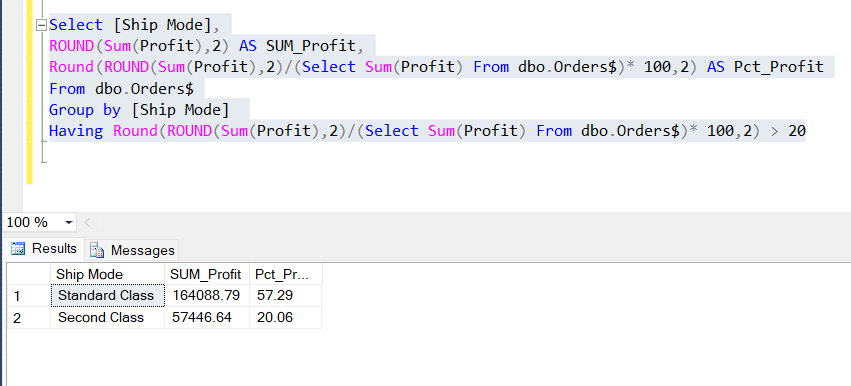 Select [Ship Mode],
ROUND(Sum(Profit),2) AS SUM_Profit,
Round(ROUND(Sum(Profit),2)/(Select Sum(Profit) From dbo.Orders$)* 100,2) AS Pct_Profit
From dbo.Orders$
Group by [Ship Mode]
Having Round(ROUND(Sum(Profit),2)/(Select Sum(Profit) From dbo.Orders$)* 100,2) > 20
100 %
Results Messages
Ship Mode SUM_Profit Pct_Pr...
1 Standard Class 164088.79 57.29
2 Second Class 57446.64 20.06